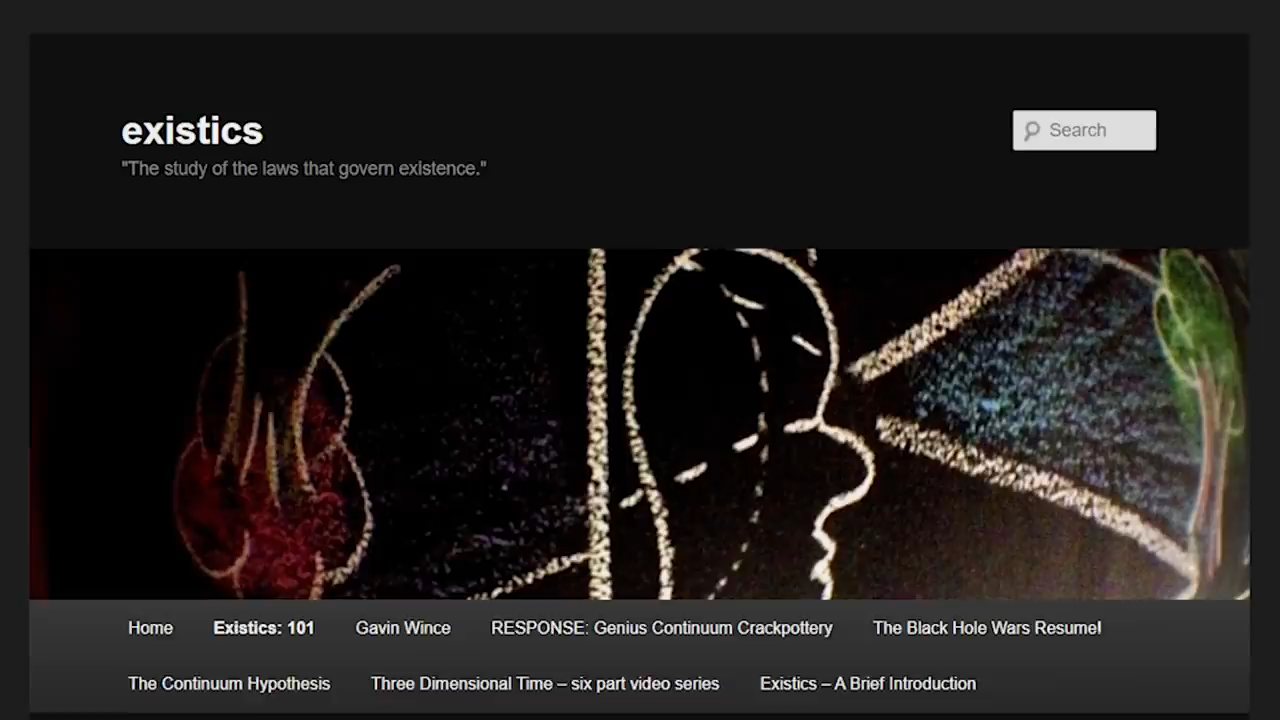 existics
Search
"The study of the laws that govern existence."
Home Existics: 101 Gavin Wince RESPONSE: Genius Continuum Crackpottery The Black Hole Wars Resume!
The Continuum Hypothesis Three Dimensional Time – six part video series Existics – A Brief Introduction